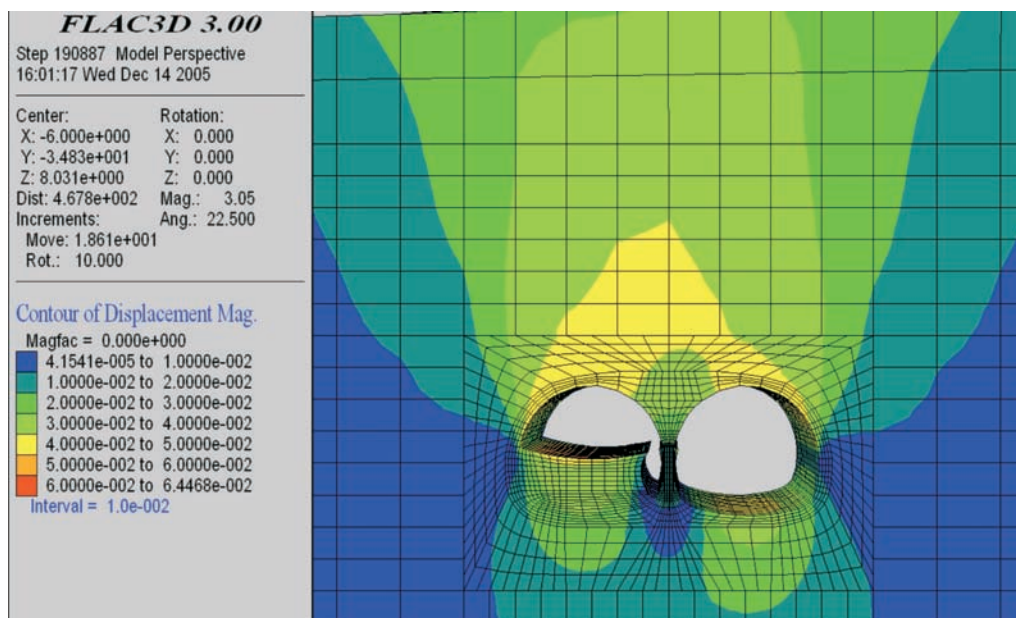 FLAC3D 3.00
Step 190887 Model Perspective
16:01:17 Wed Dec 14 2005
Center: Rotation:
X: -6.000e+000 X: 0.000
Y: -3.483e+001 Y: 0.000
Z: 8.031e+000 Z: 0.000
Dist: 4.678e+002 Mag.: 3.05
Increments: Ang.: 22.500
Move: 1.861e+001
Rot.: 10.000
Contour of Displacement Mag.
Magfac = 0.000e+000
4.1541e-005 to 1.0000e-002
1.0000e-002 to 2.0000e-002
2.0000e-002 to 3.0000e-002
3.0000e-002 to 4.0000e-002
4.0000e-002 to 5.0000e-002
5.0000e-002 to 6.0000e-002
6.0000e-002 to 6.4468e-002
Interval = 1.0e-002